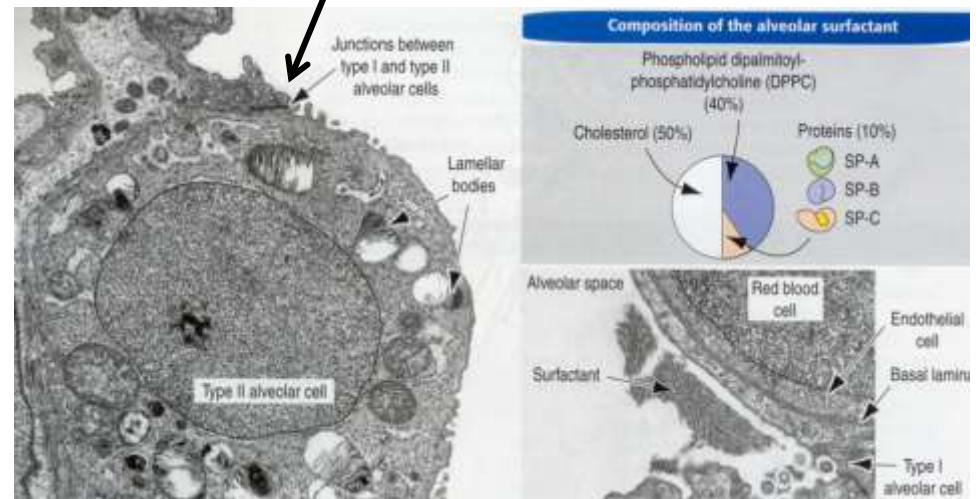 Junctions between
type I and type II
alveolar cells
Lamellar
bodies
Type II alveolar cell
Composition of the alveolar surfactant
Phospholipid dipalmitoyl-
phosphatidylcholine (DPPC)
(40%)
Cholesterol (50%)
Proteins (10%)
SP-A
SP-B
SP-C
Alveolar space
Red blood
cell
Endothelial
cell
Surfactant
Basal lamina
Type I
alveolar cell